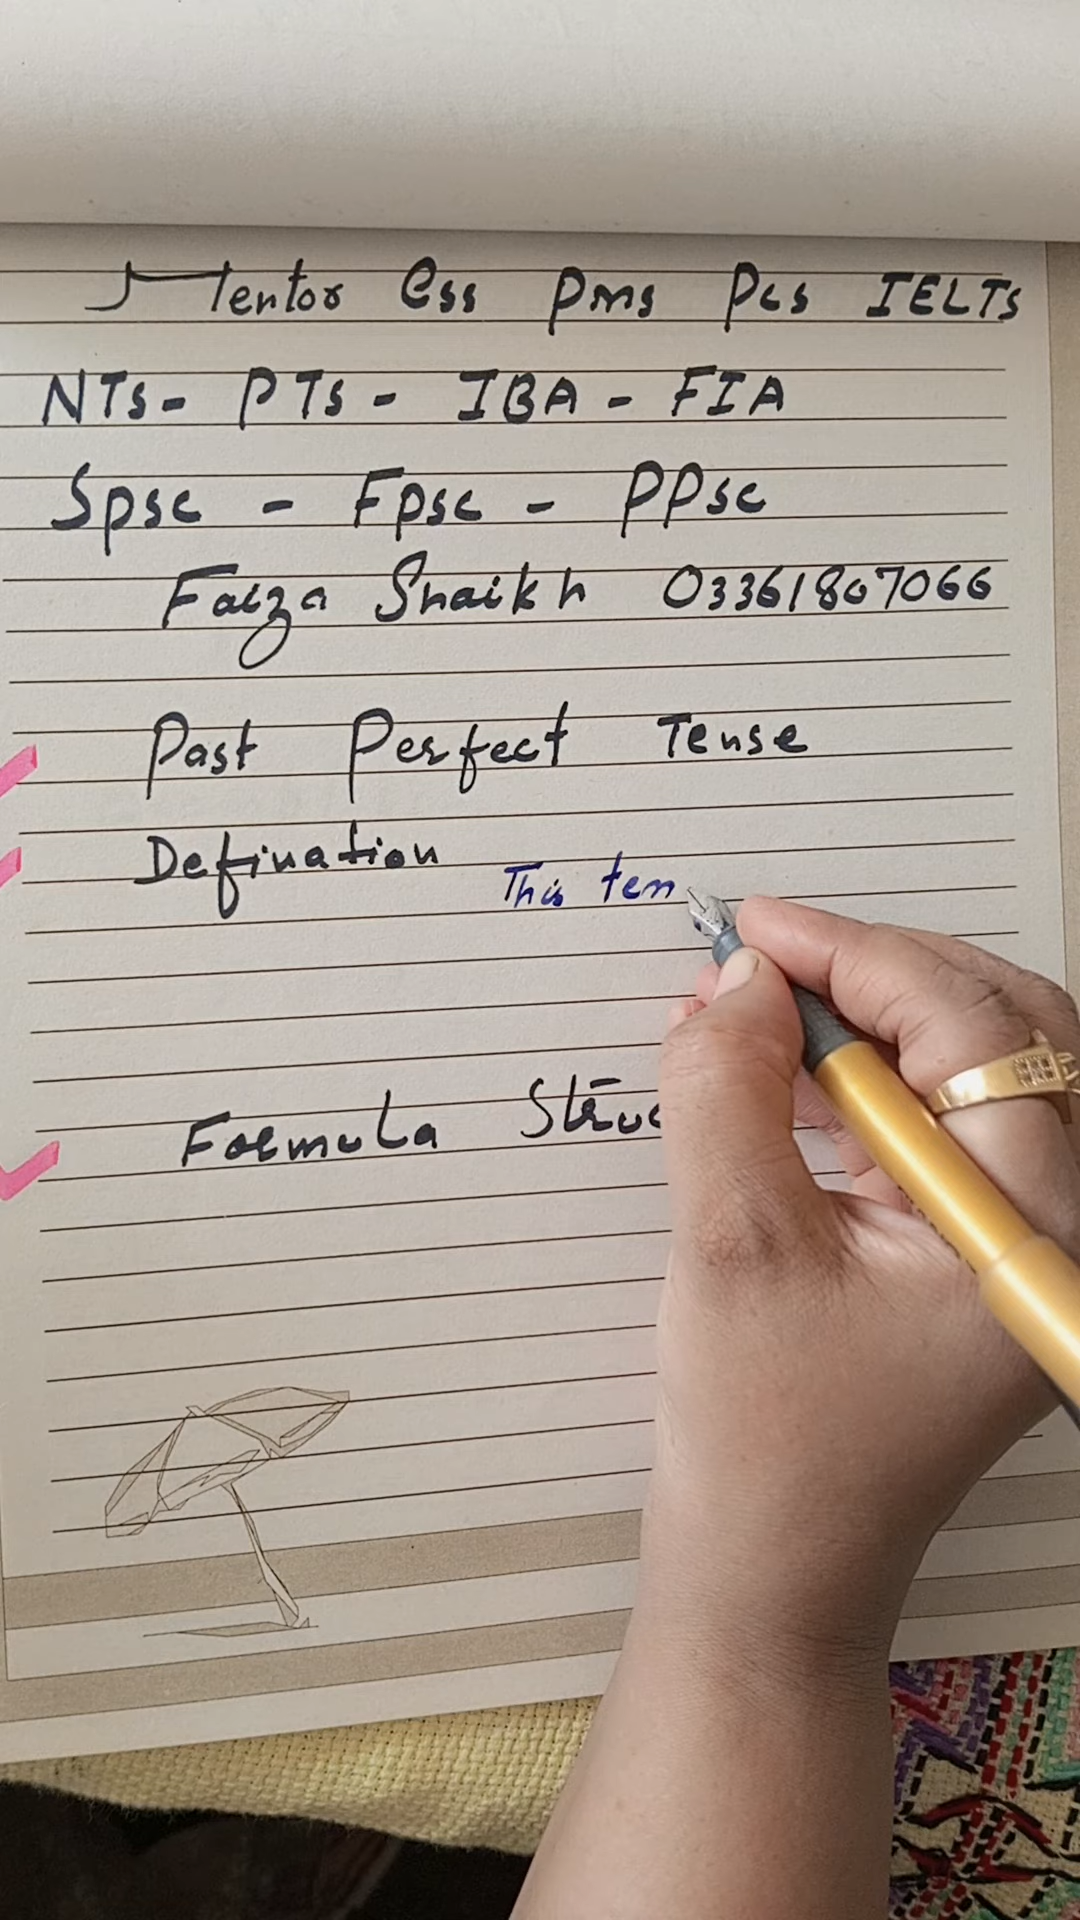 Mentor Css Pms Pcs IELTS
NTS- PTS- IBA - FIA
Spsc - Fpsc - PPsc
Faiza Shaikh 03361807066
Past Perfect Tense
Defination
This ten
Formula Struc